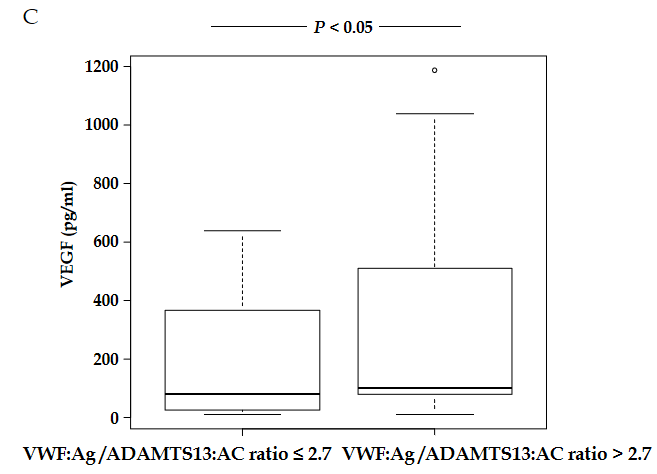 C
P < 0.05
1200
1000
800
600
400
200
0
VEGF (pg/ml)
VWF:Ag/ADAMTS13:AC ratio ≤ 2.7
VWF:Ag/ADAMTS13:AC ratio > 2.7